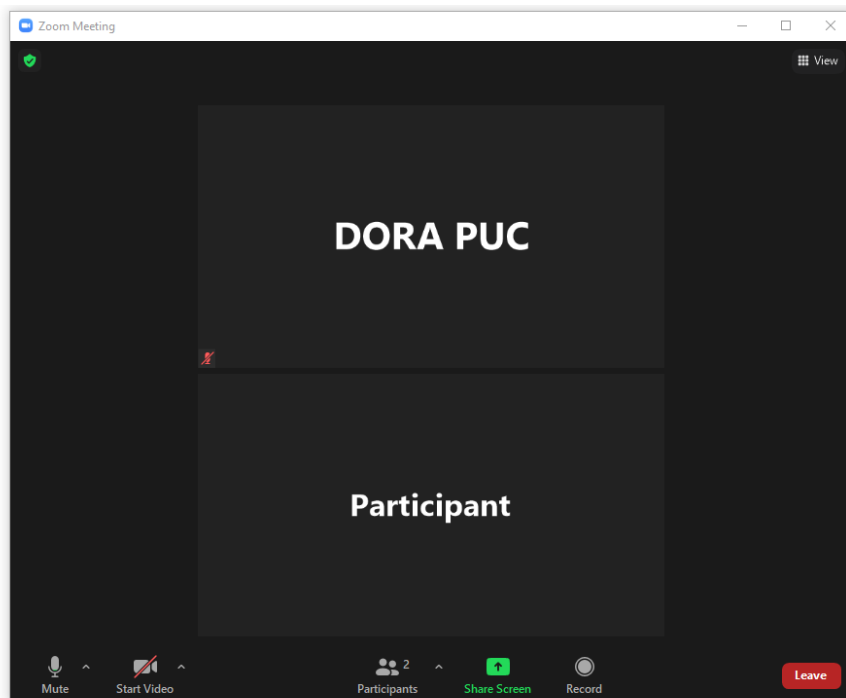 Zoom Meeting
View
DORA PUC
Participant
2
Mute
Start Video
Participants
Share Screen
Record
Leave